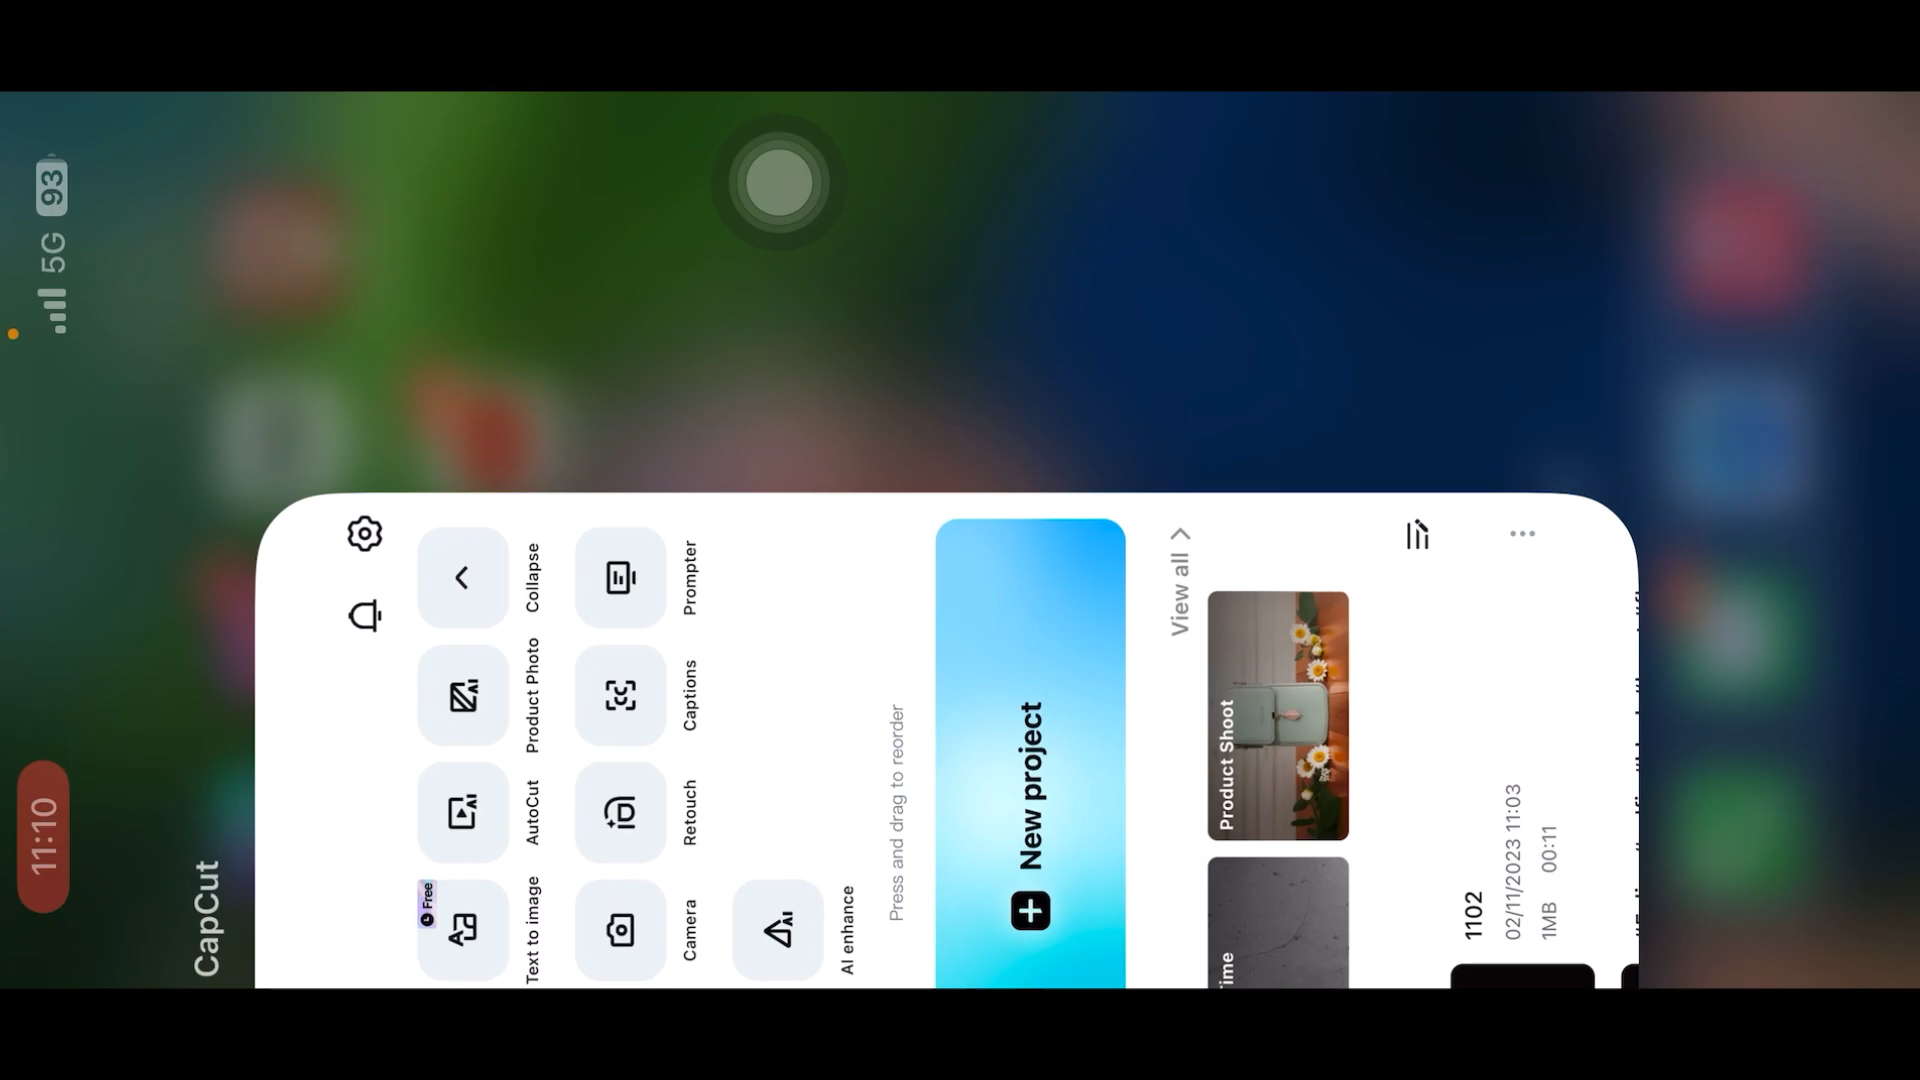 11:10
5G 93
CapCut
Free
Text to image
AutoCut
Product Photo
Collapse
Camera
Retouch
Captions
Prompter
AI enhance
Press and drag to reorder
New project
View all
Product Shoot
1102
02/11/2023 11:03
1MB 00:11